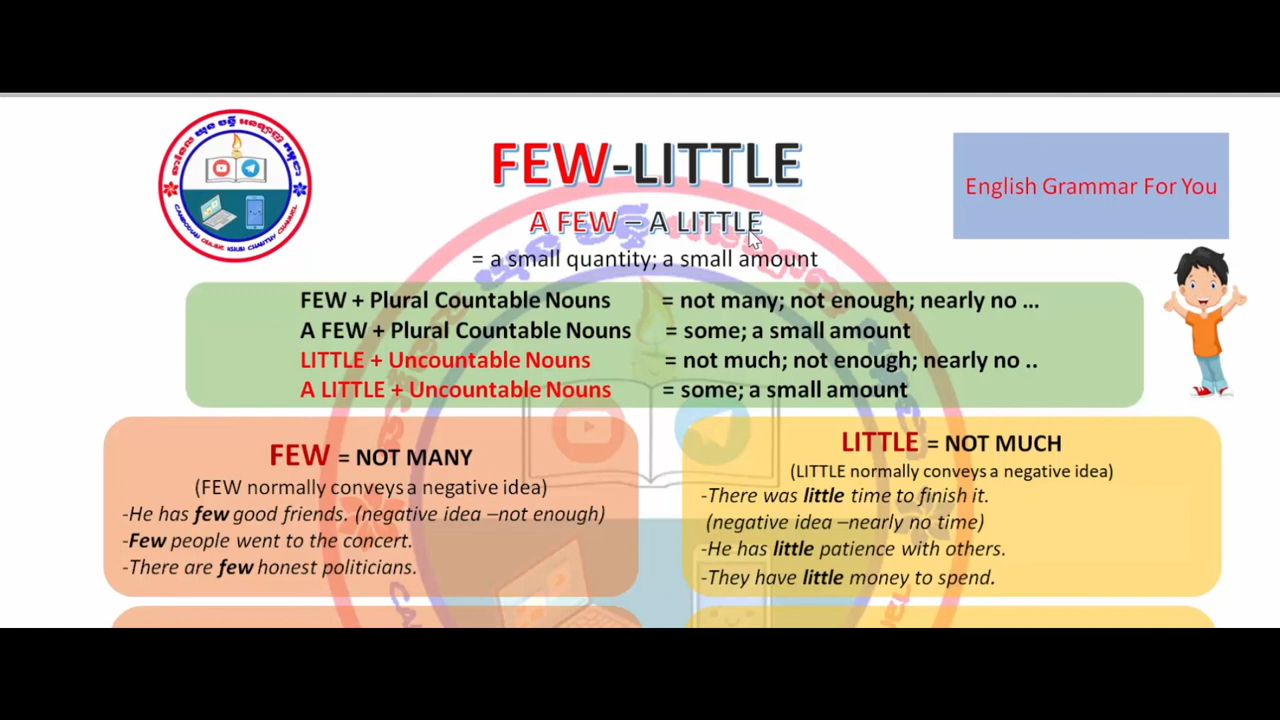 FEW-LITTLE
English Grammar For You
A FEW – A LITTLE
= a small quantity; a small amount
FEW + Plural Countable Nouns = not many; not enough; nearly no ...
A FEW + Plural Countable Nouns = some; a small amount
LITTLE + Uncountable Nouns = not much; not enough; nearly no ..
A LITTLE + Uncountable Nouns = some; a small amount
FEW = NOT MANY
(FEW normally conveys a negative idea)
-He has few good friends. (negative idea –not enough)
-Few people went to the concert.
-There are few honest politicians.
LITTLE = NOT MUCH
(LITTLE normally conveys a negative idea)
-There was little time to finish it.
(negative idea –nearly no time)
-He has little patience with others.
-They have little money to spend.